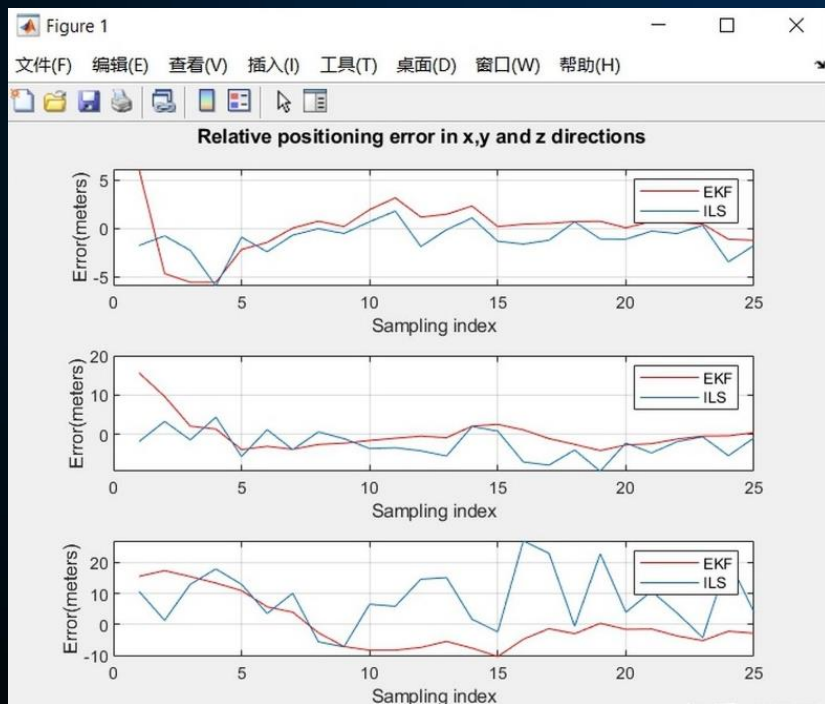 Figure 1
文件(F) 编辑(E) 查看(V) 插入(I) 工具(T) 桌面(D) 窗口(W) 帮助(H)
Relative positioning error in x,y and z directions
Error(meters)
5
0
-5
EKF
ILS
0 5 10 15 20 25
Sampling index
Error(meters)
20
10
0
EKF
ILS
0 5 10 15 20 25
Sampling index
Error(meters)
20
10
0
-10
EKF
ILS
0 5 10 15 20 25
Sampling index